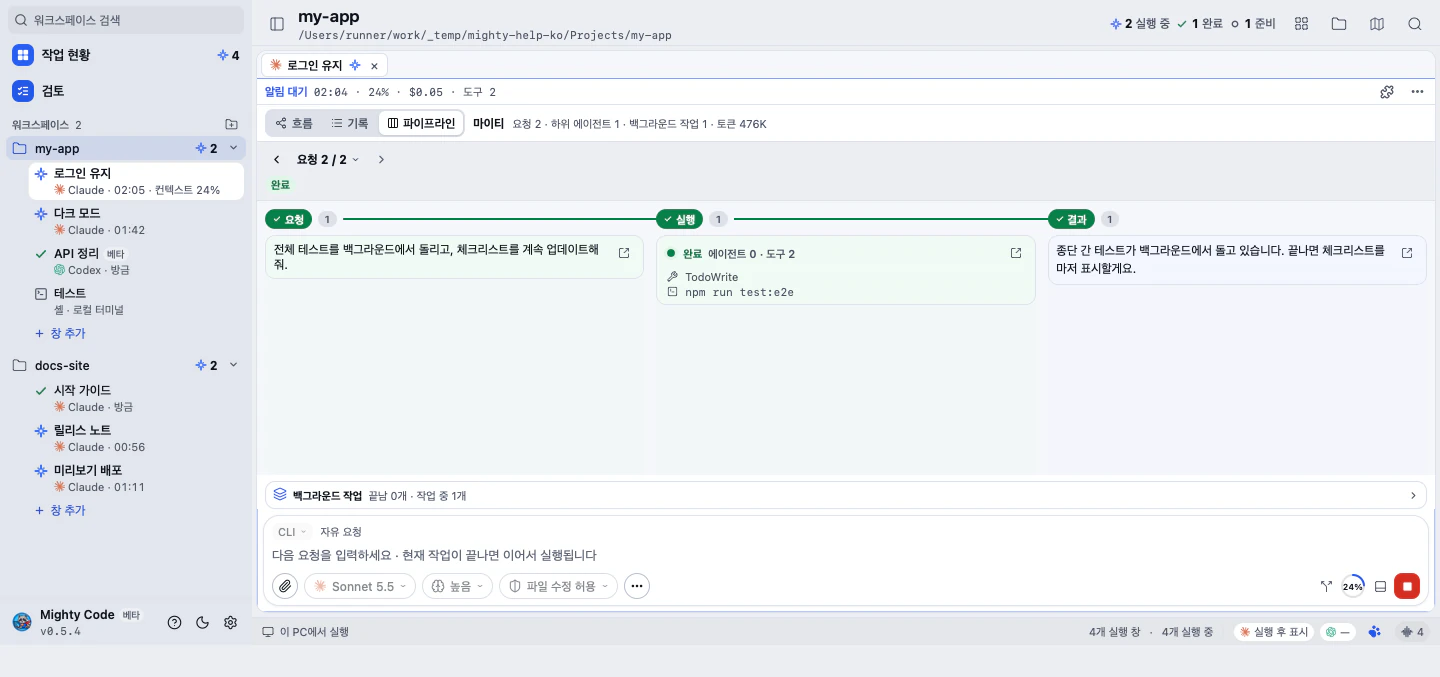 워크스페이스 검색
작업 현황 4
검토
워크스페이스 2
my-app 2
로그인 유지
Claude · 02:05 · 컨텍스트 24%
다크 모드
Claude · 01:42
API 정리 베타
Codex · 방금
테스트
셸 · 로컬 터미널
+ 창 추가
docs-site 2
시작 가이드
Claude · 방금
릴리스 노트
Claude · 00:56
미리보기 배포
Claude · 01:11
+ 창 추가
Mighty Code 베타
v0.5.4
my-app
/Users/runner/work/_temp/mighty-help-ko/Projects/my-app
2 실행 중 1 완료 1 준비
로그인 유지
알림 대기 02:04 · 24% · $0.05 · 도구 2
흐름 기록 파이프라인 마이티 요청 2 · 하위 에이전트 1 · 백그라운드 작업 1 · 토큰 476K
요청 2 / 2
완료
요청 1
전체 테스트를 백그라운드에서 돌리고, 체크리스트를 계속 업데이트해
줘.
실행 1
완료 에이전트 0 · 도구 2
TodoWrite
npm run test:e2e
결과 1
종단 간 테스트가 백그라운드에서 돌고 있습니다. 끝나면 체크리스트를
마저 표시할게요.
백그라운드 작업 끝남 0개 · 작업 중 1개
CLI 자유 요청
다음 요청을 입력하세요 · 현재 작업이 끝나면 이어서 실행됩니다
Sonnet 5.5 높음 파일 수정 허용 24%
이 PC에서 실행
4개 실행 창 · 4개 실행 중 실행 후 표시 — 4